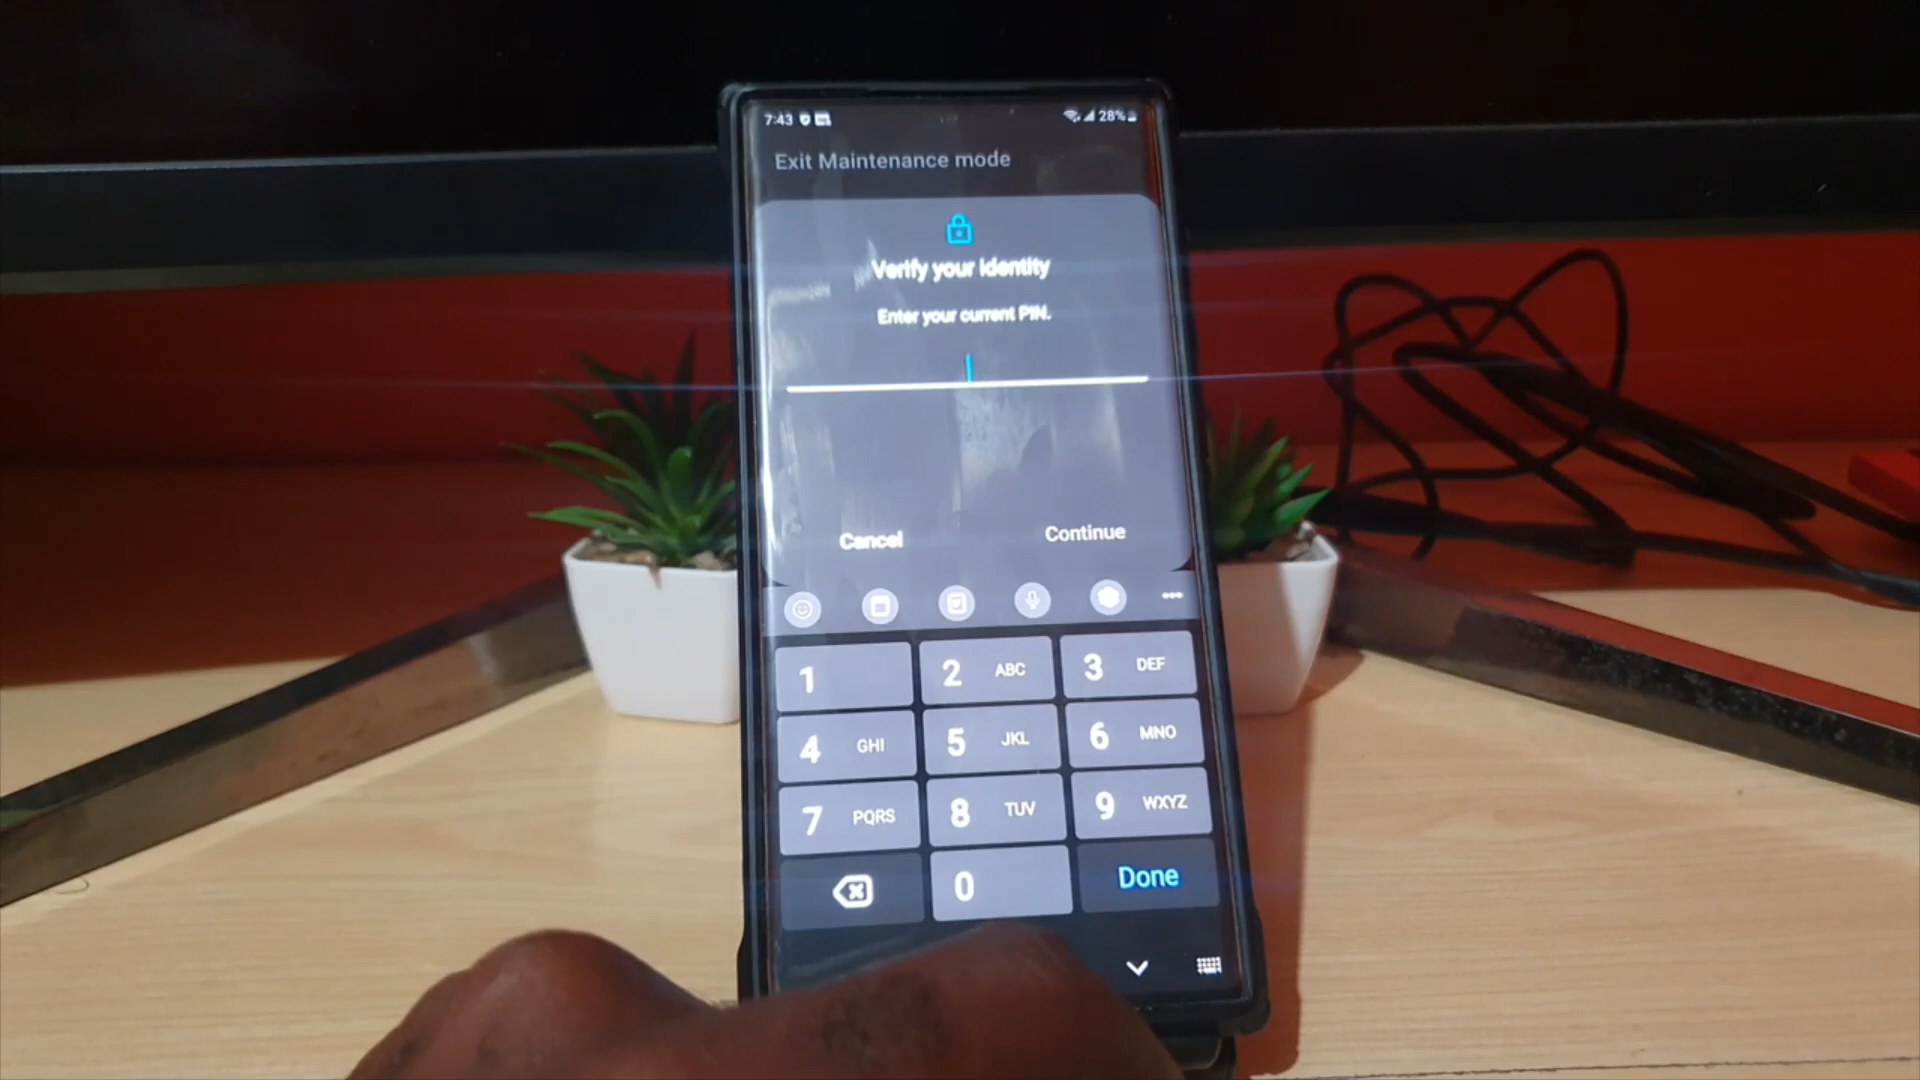 7:43 28%
Exit Maintenance mode
Verify your identity
Enter your current PIN.
Cancel Continue
1 2 ABC 3 DEF
4 GHI 5 JKL 6 MNO
7 PQRS 8 TUV 9 WXYZ
0 Done